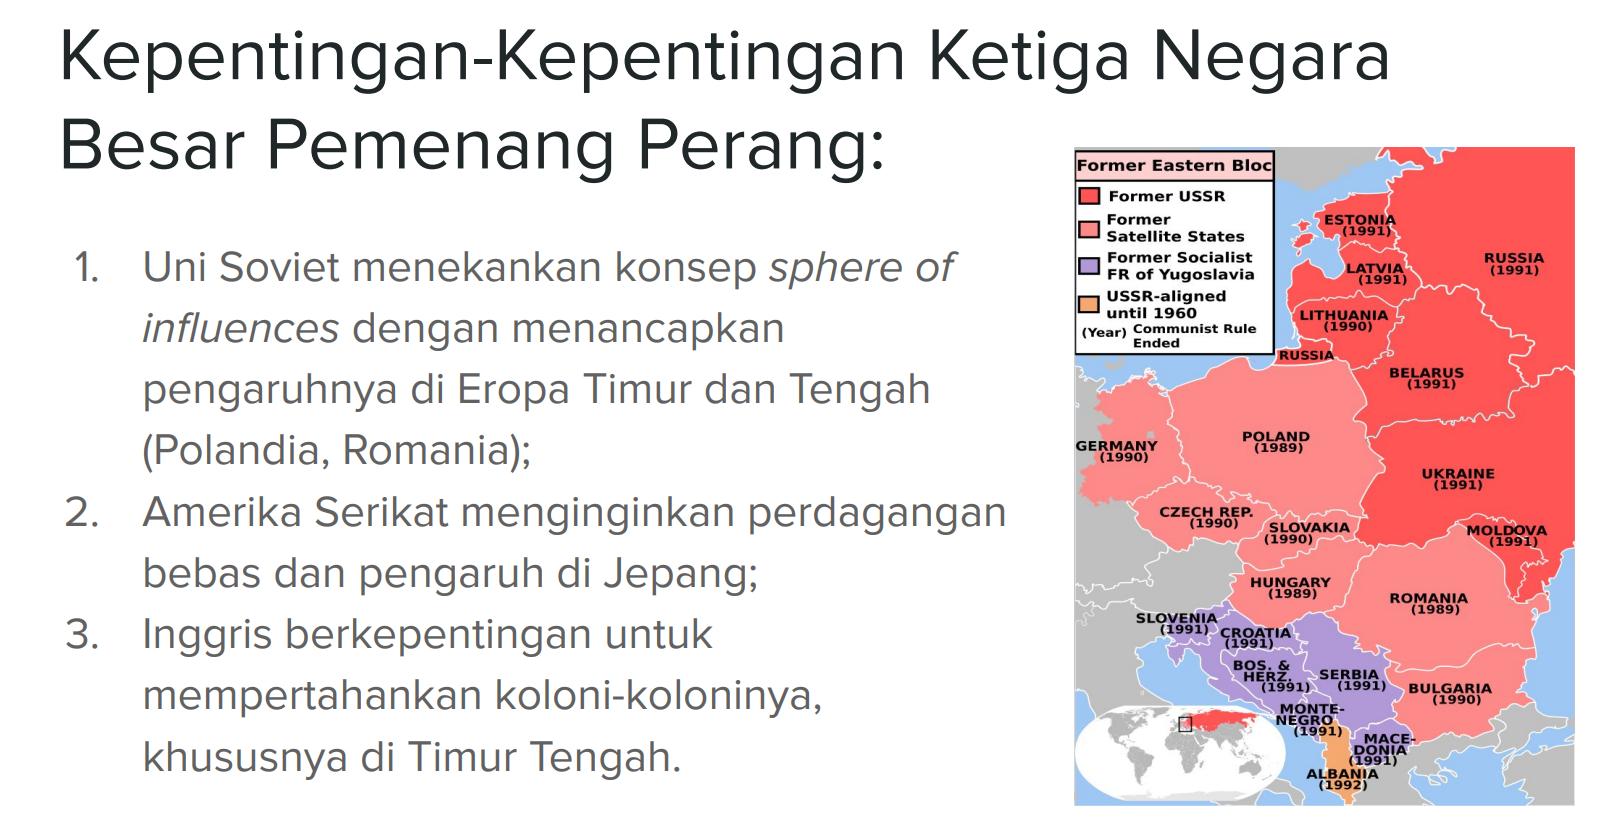 Kepentingan-Kepentingan Ketiga Negara
Besar Pemenang Perang:
1. Uni Soviet menekankan konsep sphere of
influences dengan menancapkan
pengaruhnya di Eropa Timur dan Tengah
(Polandia, Romania);
2. Amerika Serikat menginginkan perdagangan
bebas dan pengaruh di Jepang;
3. Inggris berkepentingan untuk
mempertahankan koloni-koloninya,
khususnya di Timur Tengah.
Former Eastern Bloc
Former USSR
Former
Satellite States
Former Socialist
FR of Yugoslavia
USSR-aligned
until 1960
(Year) Communist Rule
Ended
ESTONIA
(1991)
RUSSIA
(1991)
LATVIA
(1991)
LITHUANIA
(1990)
RUSSIA
BELARUS
(1991)
GERMANY
(1990)
POLAND
(1989)
UKRAINE
(1991)
CZECH REP.
(1990)
SLOVAKIA
(1990)
MOLDOVA
(1991)
HUNGARY
(1989)
ROMANIA
(1989)
SLOVENIA
(1991)
CROATIA
(1991)
BOS. &
HERZ.
(1991)
SERBIA
(1991)
BULGARIA
(1990)
MONTE-
NEGRO
(1991)
MACE-
DONIA
(1991)
ALBANIA
(1992)